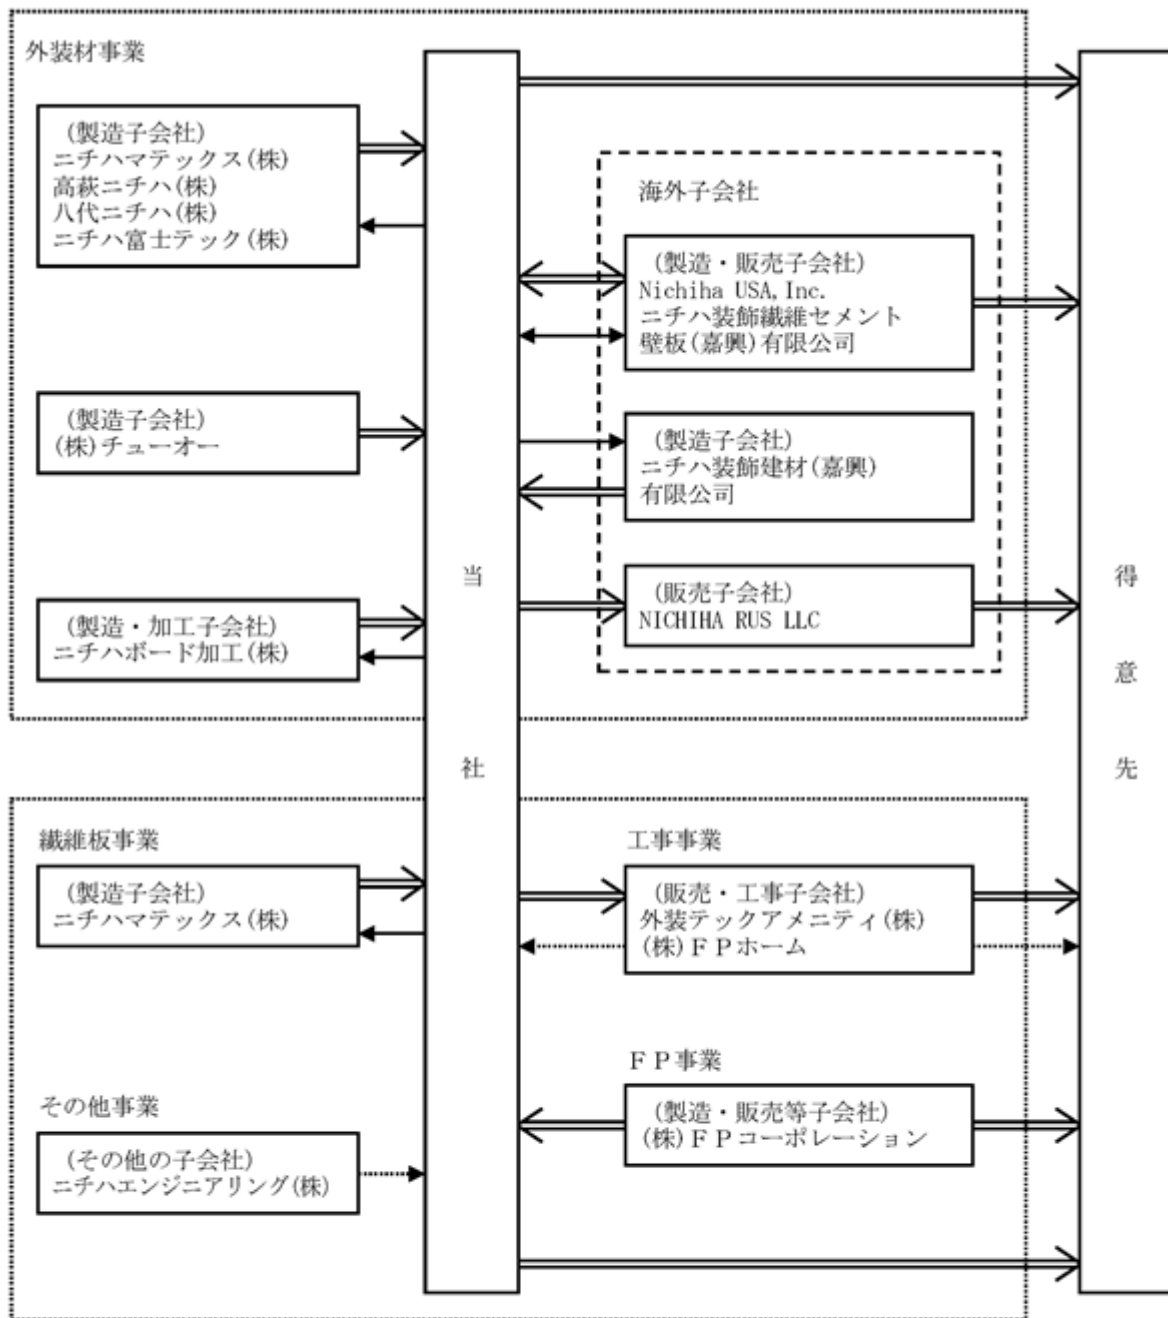 外装材事業
(製造子会社)
ニチハマテックス(株)
高萩ニチハ(株)
八代ニチハ(株)
ニチハ富士テック(株)
(製造子会社)
(株)チューオー
(製造・加工子会社)
ニチハボード加工(株)
当社
海外子会社
(製造・販売子会社)
Nichiha USA,Inc.
ニチハ装飾繊維セメント
壁板(嘉興)有限公司
(製造子会社)
ニチハ装飾建材(嘉興)
有限公司
(販売子会社)
NICHIHA RUS LLC
得意先
繊維板事業
(製造子会社)
ニチハマテックス(株)
その他事業
(その他の子会社)
ニチハエンジニアリング(株)
工事事業
(販売・工事子会社)
外装テックアメニティ(株)
(株)ＦＰホーム
ＦＰ事業
(製造・販売等子会社)
(株)ＦＰコーポレーション